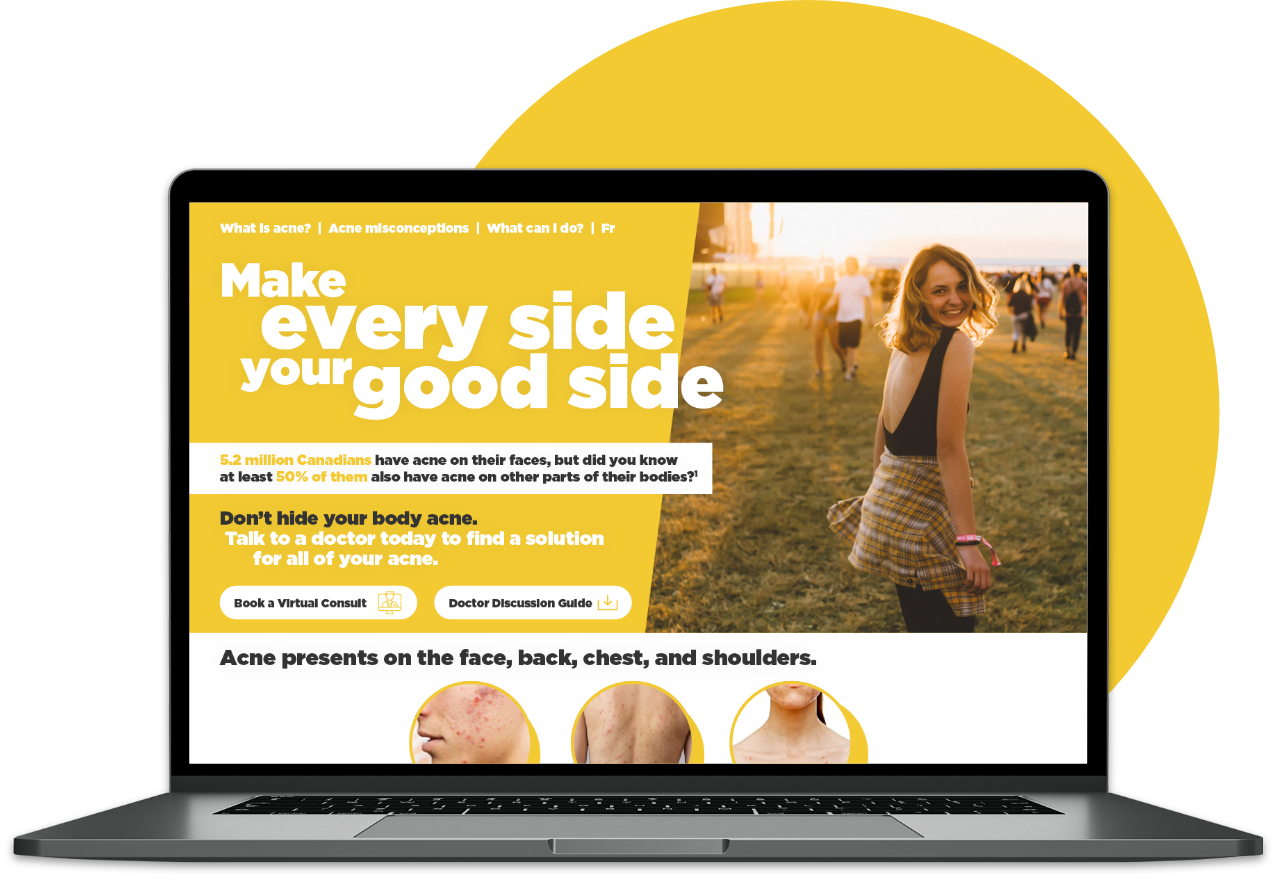 What is acne? | Acne misconceptions | What can I do? | Fr
Make
every side
your good side
5.2 million Canadians have acne on their faces, but did you know
at least 50% of them also have acne on other parts of their bodies?¹
Don’t hide your body acne.
Talk to a doctor today to find a solution
for all of your acne.
Book a Virtual Consult
Doctor Discussion Guide
Acne presents on the face, back, chest, and shoulders.